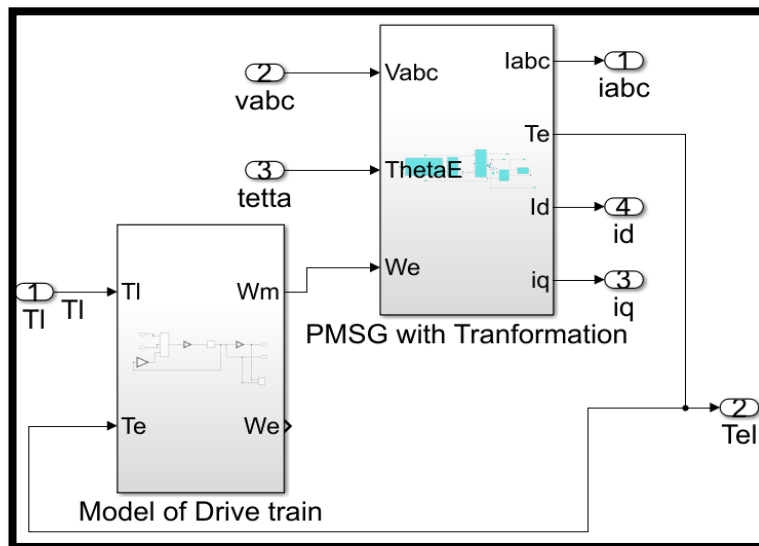 2
vabc
Vabc
Iabc
1
iabc
Te
3
tetta
ThetaE
Id
4
id
We
iq
3
iq
PMSG with Tranformation
1
Tl
Tl
Tl
Wm
Te
We
Model of Drive train
2
Tel